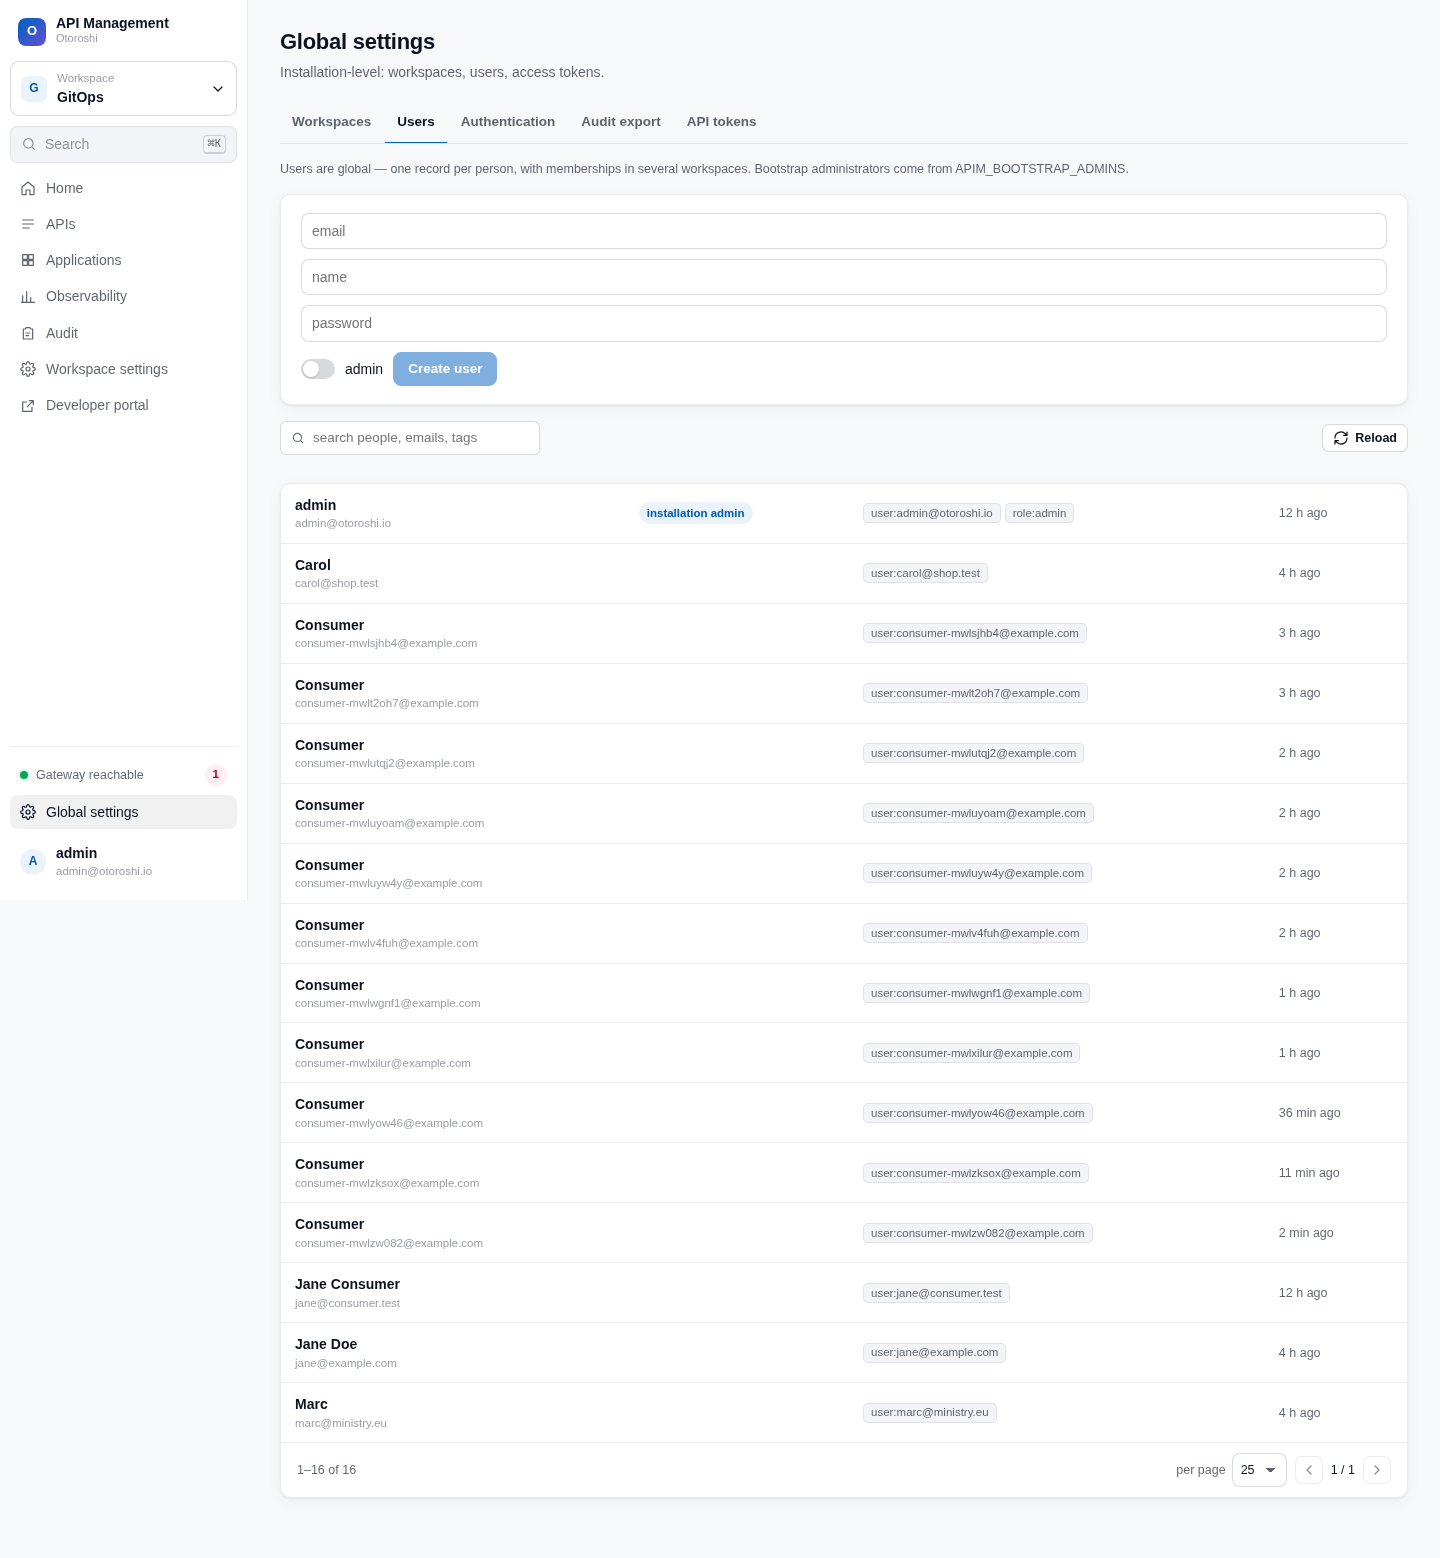 O
API Management
Otoroshi
G
Workspace
GitOps
Search
⌘K
Home
APIs
Applications
Observability
Audit
Workspace settings
Developer portal
Gateway reachable
1
Global settings
A
admin
admin@otoroshi.io
Global settings
Installation-level: workspaces, users, access tokens.
Workspaces Users Authentication Audit export API tokens
Users are global — one record per person, with memberships in several workspaces. Bootstrap administrators come from APIM_BOOTSTRAP_ADMINS.
email
name
password
admin Create user
search people, emails, tags
Reload
admin
admin@otoroshi.io
installation admin
user:admin@otoroshi.io role:admin
12 h ago
Carol
carol@shop.test
user:carol@shop.test
4 h ago
Consumer
consumer-mwlsjhb4@example.com
user:consumer-mwlsjhb4@example.com
3 h ago
Consumer
consumer-mwlt2oh7@example.com
user:consumer-mwlt2oh7@example.com
3 h ago
Consumer
consumer-mwlutqj2@example.com
user:consumer-mwlutqj2@example.com
2 h ago
Consumer
consumer-mwluyoam@example.com
user:consumer-mwluyoam@example.com
2 h ago
Consumer
consumer-mwluyw4y@example.com
user:consumer-mwluyw4y@example.com
2 h ago
Consumer
consumer-mwlv4fuh@example.com
user:consumer-mwlv4fuh@example.com
2 h ago
Consumer
consumer-mwlwgnf1@example.com
user:consumer-mwlwgnf1@example.com
1 h ago
Consumer
consumer-mwlxilur@example.com
user:consumer-mwlxilur@example.com
1 h ago
Consumer
consumer-mwlyow46@example.com
user:consumer-mwlyow46@example.com
36 min ago
Consumer
consumer-mwlzksox@example.com
user:consumer-mwlzksox@example.com
11 min ago
Consumer
consumer-mwlzw082@example.com
user:consumer-mwlzw082@example.com
2 min ago
Jane Consumer
jane@consumer.test
user:jane@consumer.test
12 h ago
Jane Doe
jane@example.com
user:jane@example.com
4 h ago
Marc
marc@ministry.eu
user:marc@ministry.eu
4 h ago
1–16 of 16
per page 25 1 / 1